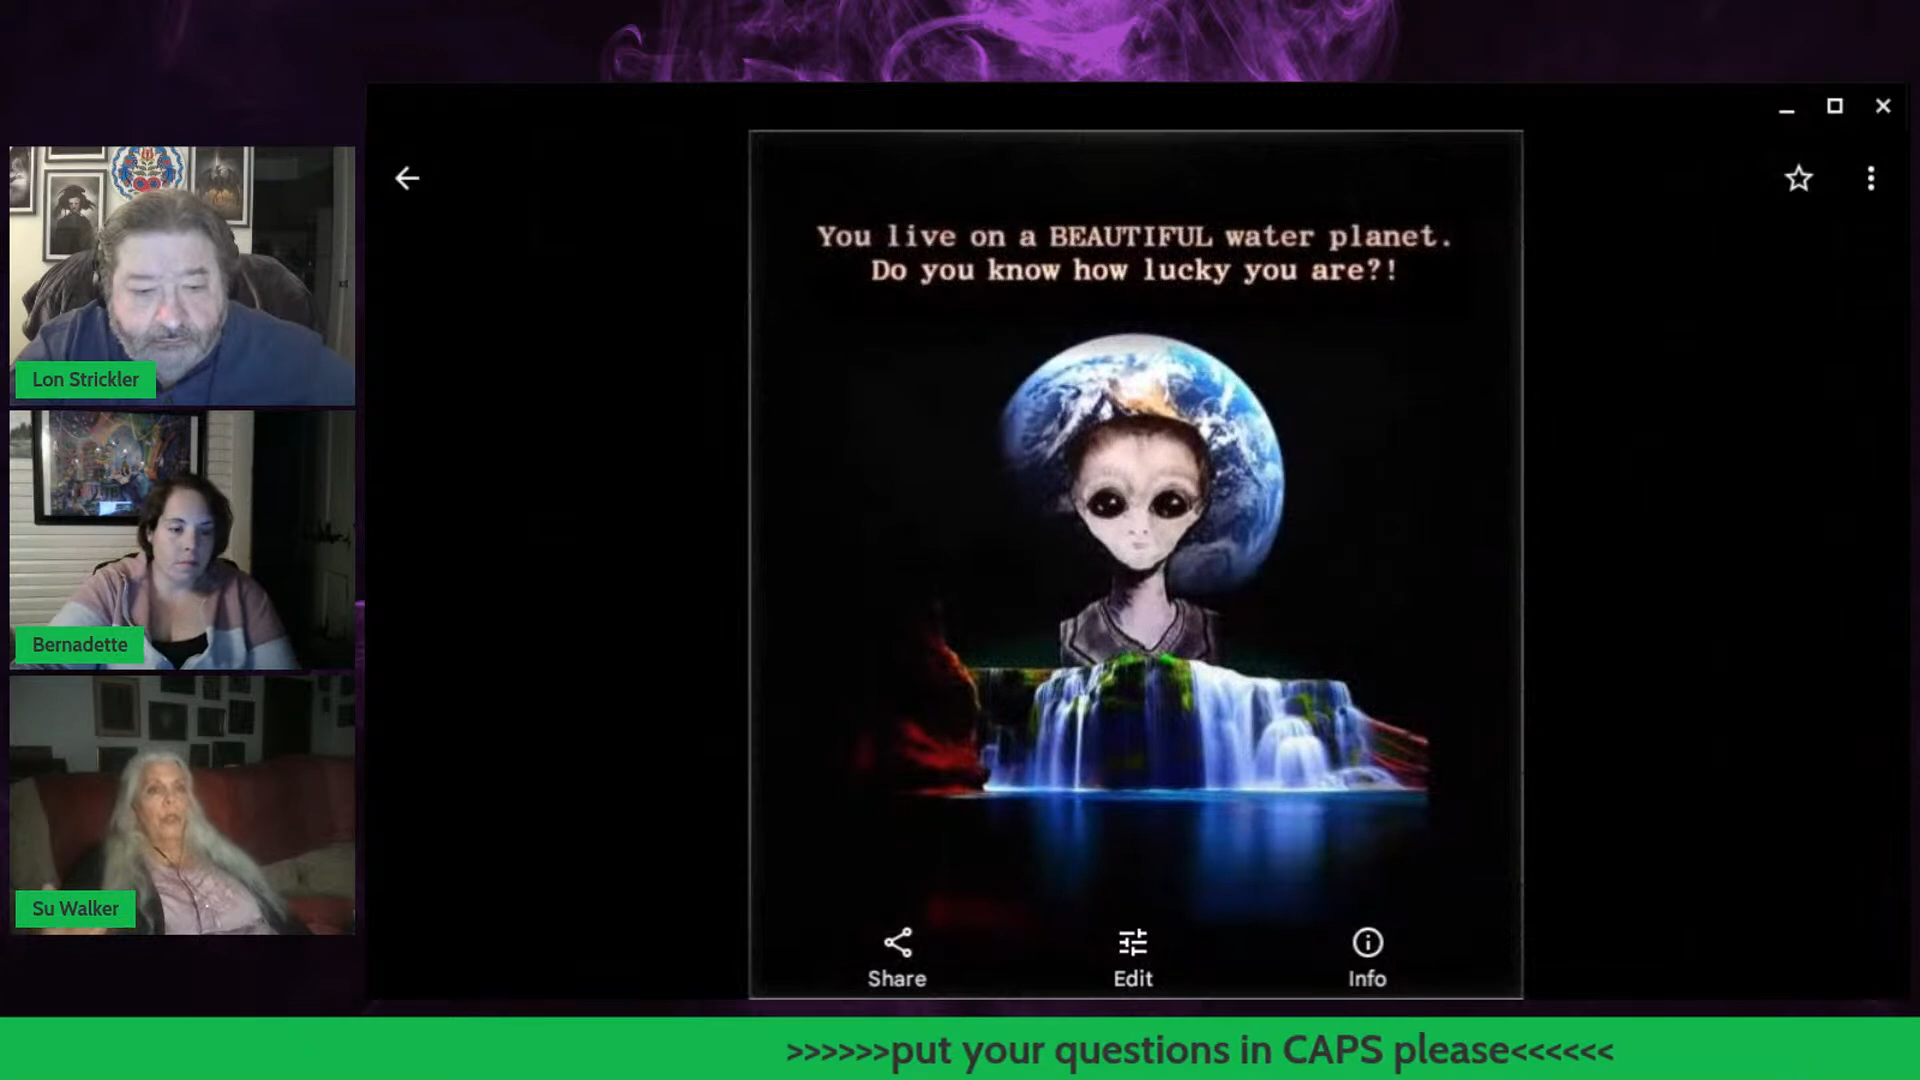 You live on a BEAUTIFUL water planet.
Do you know how lucky you are?!
Lon Strickler
Bernadette
Su Walker
Share
Edit
Info
>>>>>>put your questions in CAPS please<<<<<<